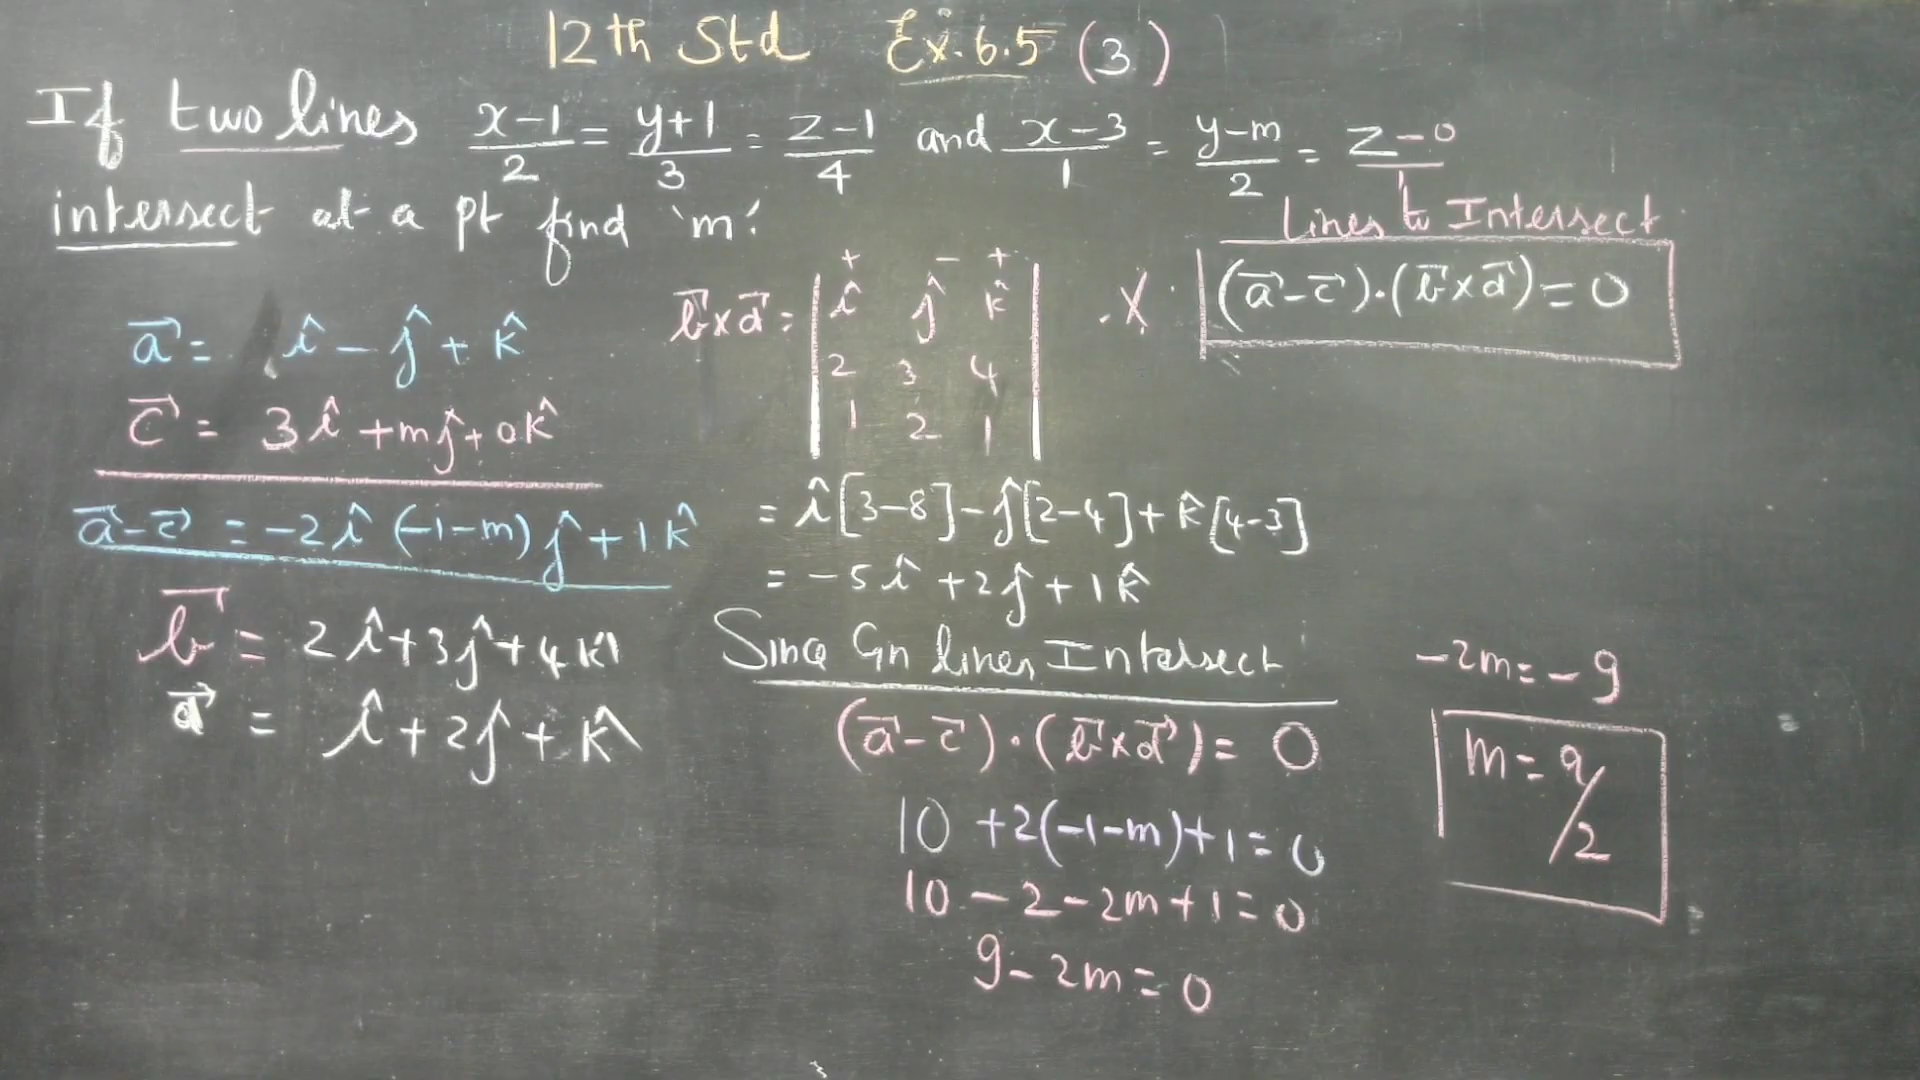 12th Std Ex.6.5 (3)
If two lines (x-1)/2 = (y+1)/3 = (z-1)/4 and (x-3)/1 = (y-m)/2 = (z-0)/1
intersect at a pt find 'm'.
Lines to Intersect
(a⃗-c⃗)·(b⃗×d⃗)=0
a⃗ = î - ĵ + k̂
c⃗ = 3î + mĵ + 0k̂
a⃗-c⃗ = -2î (-1-m)ĵ + 1k̂
b⃗ = 2î+3ĵ+4k̂
d⃗ = î+2ĵ+k̂
b⃗×d⃗ =
+ - +
î ĵ k̂
2 3 4
1 2 1
= î[3-8]-ĵ[2-4]+k̂[4-3]
= -5î+2ĵ+1k̂
Since Gn lines Intersect
(a⃗-c⃗)·(b⃗×d⃗)=0
10 +2(-1-m)+1=0
10-2-2m+1=0
9-2m=0
-2m=-9
m=9/2